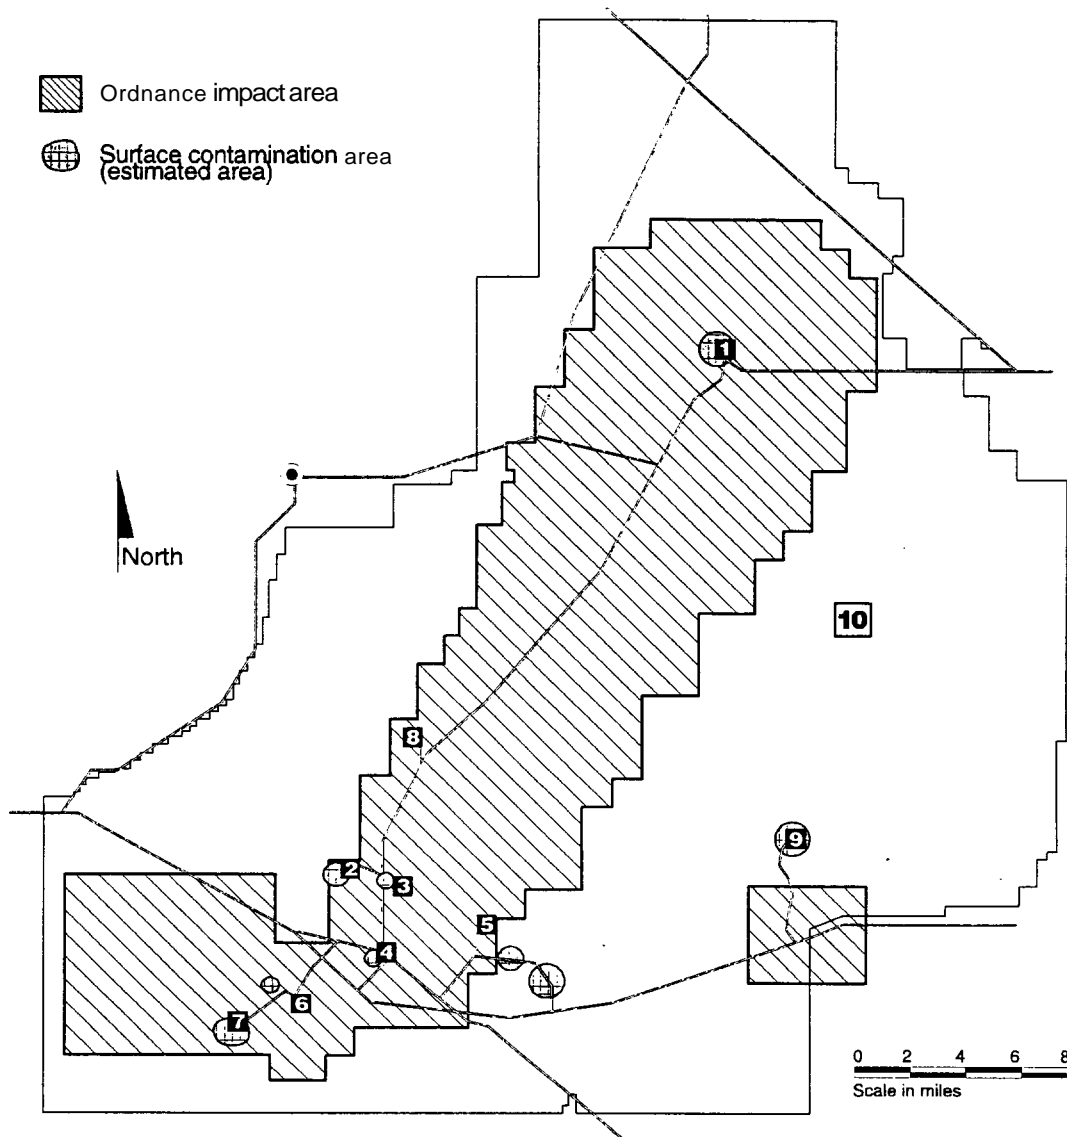 Ordnance impact area
Surface contamination area
(estimated area)
1
North
10
8
9
2
3
5
4
6
7
0 2 4 6 8
Scale in miles